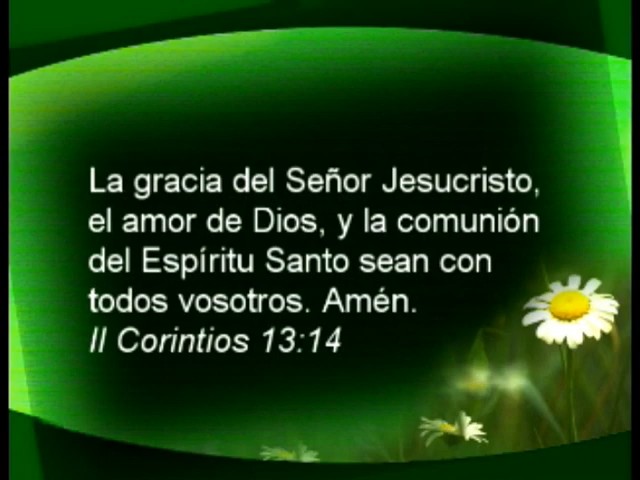 La gracia del Señor Jesucristo,
el amor de Dios, y la comunión
del Espíritu Santo sean con
todos vosotros. Amén.
II Corintios 13:14